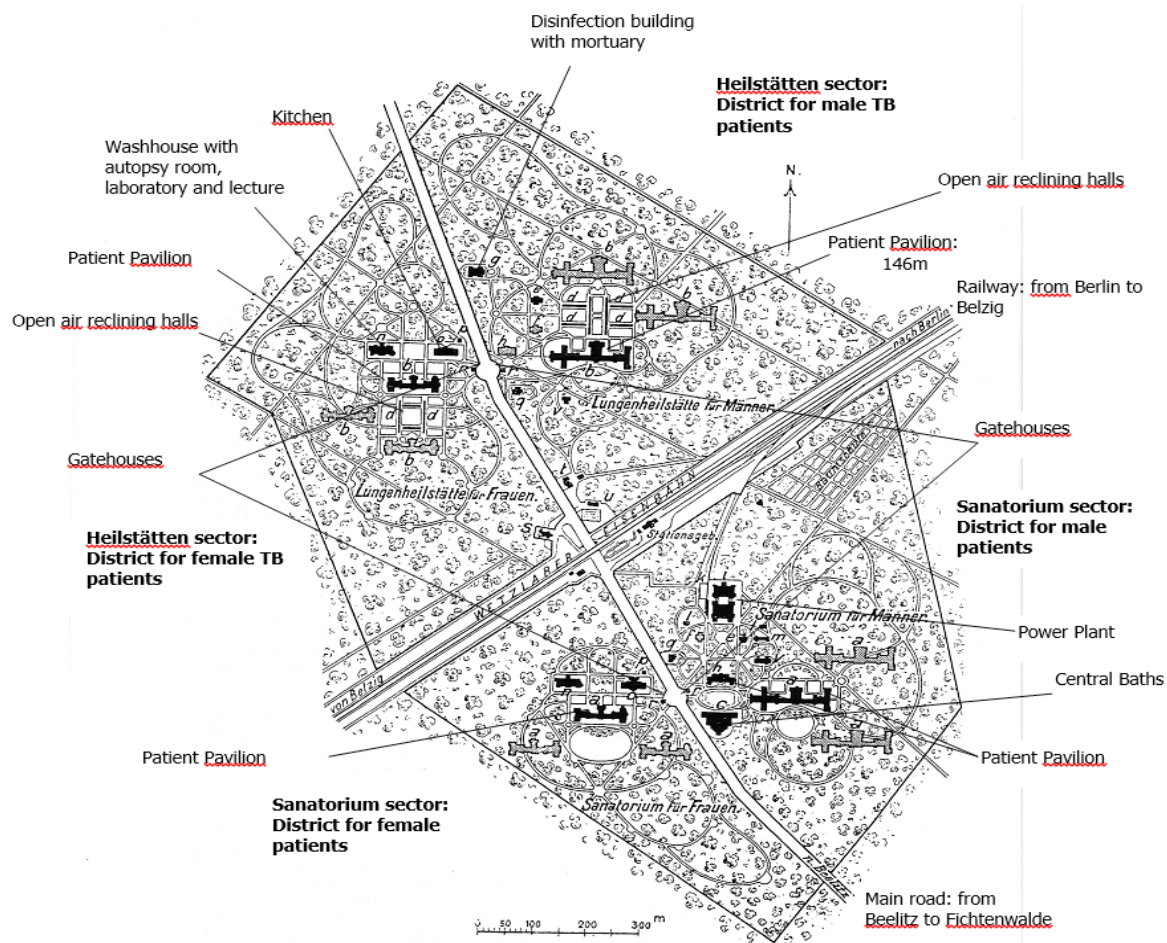 Disinfection building
with mortuary
Heilstätten sector:
District for male TB
patients
Kitchen
Washhouse with
autopsy room,
laboratory and lecture
N.
Open air reclining halls
Patient Pavilion
Patient Pavilion:
146m
Railway: from Berlin to
Belzig
Open air reclining halls
nach Berlin
g
b
b
d
d
d
d
h
b
n
o
p
b
r
q
v
d
d
b
b
Lungenheilstätte für Männer.
Gatehouses
Gatehouses
Baumschule
Lungenheilstätte für Frauen.
t
u
s
EISENBAHN
Stationsgeb.
WETZLARER
Sanatorium sector:
District for male
patients
Heilstätten sector:
District for female TB
patients
i
Sanatorium für Männer.
Power Plant
l
f
e
m
q
k
a
p
h
a
Central Baths
n
o
r
c
a
von Belzig
a
a
a
Patient Pavilion
Patient Pavilion
Sanatorium sector:
District for female
patients
Sanatorium für Frauen.
n. Beelitz
Main road: from
Beelitz to Fichtenwalde
0 50 100 200 300 m